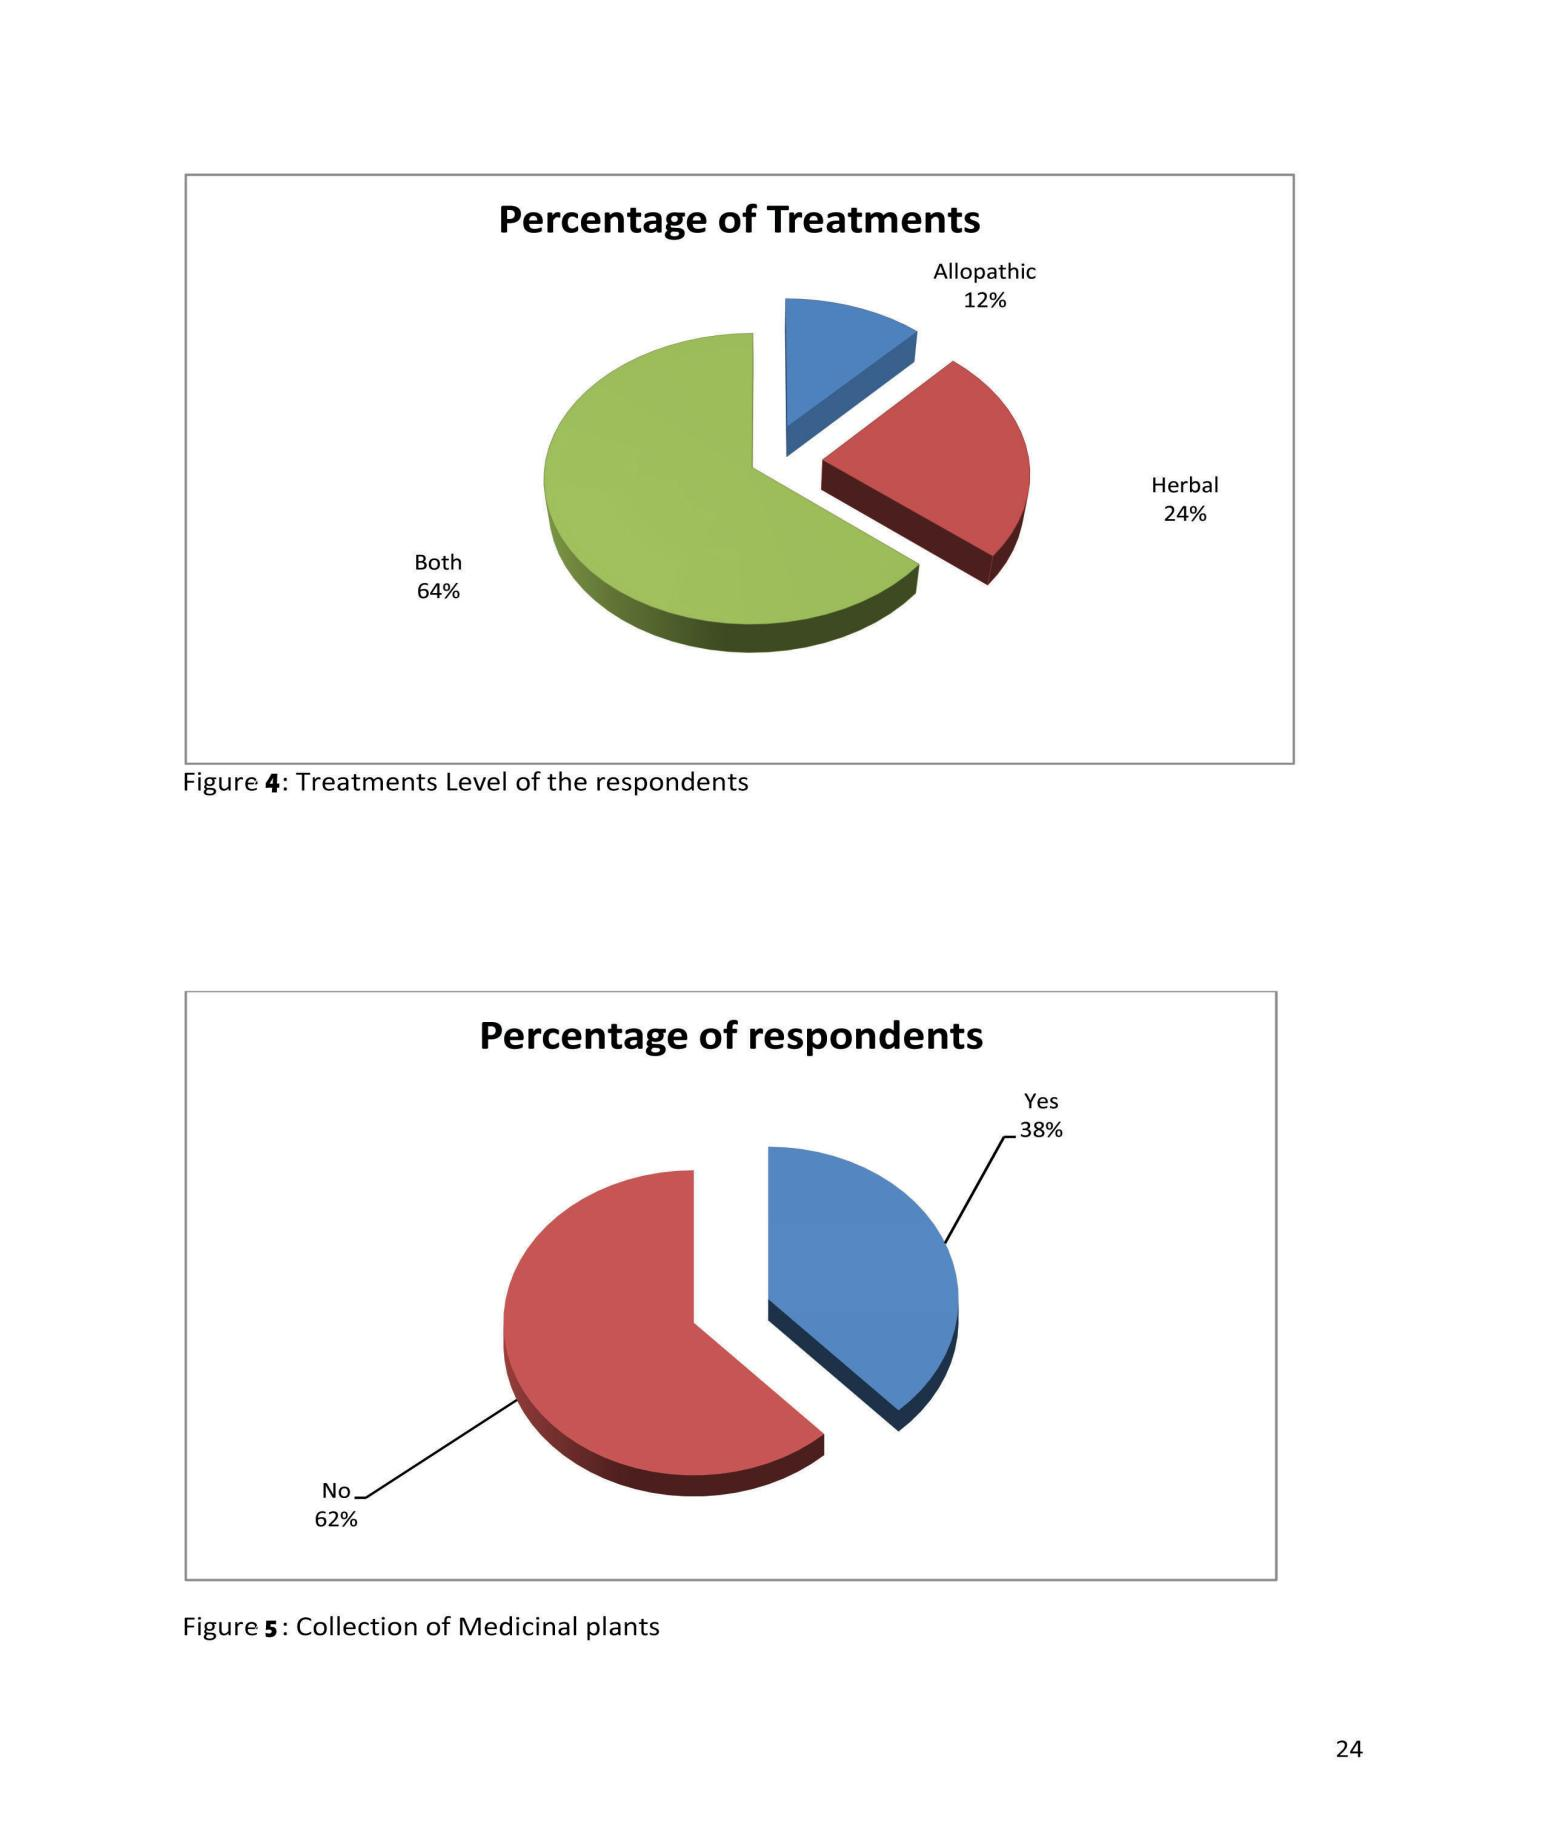 Percentage of Treatments
Allopathic
12%
Herbal
24%
Both
64%
Figure 4: Treatments Level of the respondents
Percentage of respondents
Yes
38%
No
62%
Figure 5: Collection of Medicinal plants
24